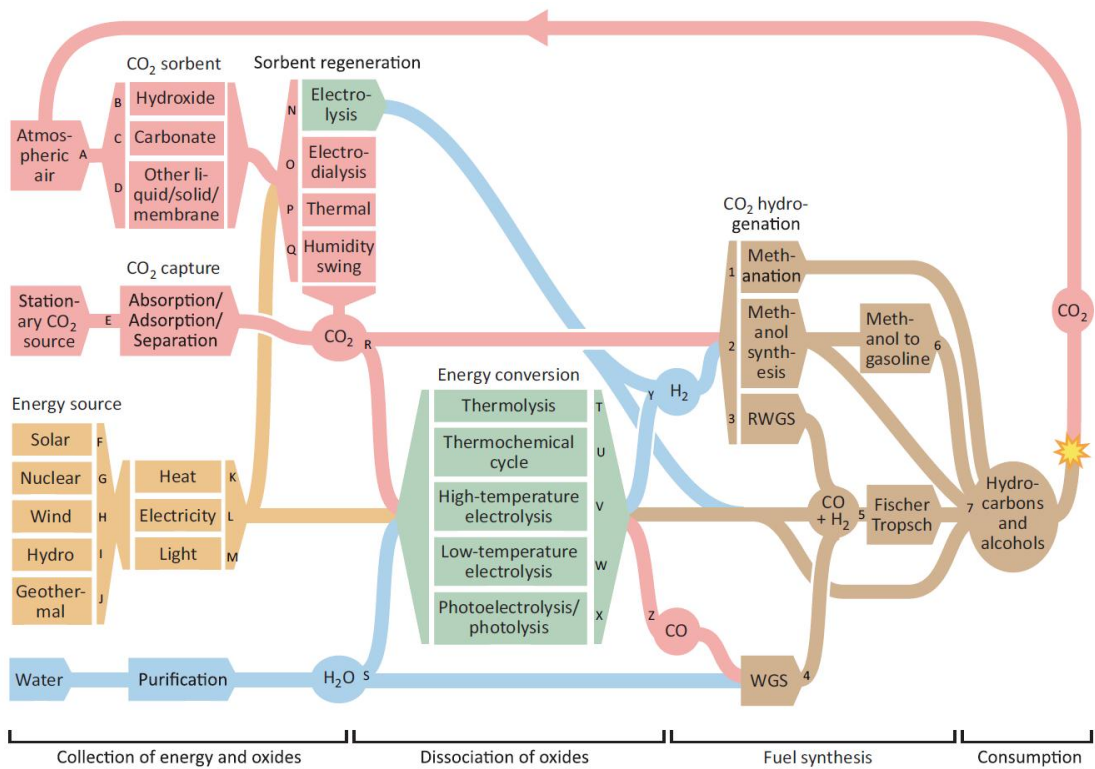 CO₂ sorbent
Sorbent regeneration
Atmos-
pheric
air
A
B
Hydroxide
C
Carbonate
D
Other li-
quid/solid/
membrane
N
Electro-
lysis
O
Electro-
dialysis
P
Thermal
Q
Humidity
swing
CO₂ capture
Station-
ary CO₂
source
E
Absorption/
Adsorption/
Separation
CO₂
R
CO₂ hydro-
genation
1
Meth-
anation
2
Meth-
anol
synth-
esis
Meth-
anol to
gasoline
6
3
RWGS
CO₂
Energy source
Solar
F
Nuclear
G
Wind
H
Hydro
I
Geother-
mal
J
Heat
K
Electricity
L
Light
M
Energy conversion
Thermolysis
T
Thermochemical
cycle
U
High-temperature
electrolysis
V
Low-temperature
electrolysis
W
Photoelectrolysis/
photolysis
X
Y
H₂
Z
CO
CO
+ H₂
5
Fischer
Tropsch
7
Hydro-
carbons
and
alcohols
Water
Purification
H₂O
S
WGS
4
Collection of energy and oxides
Dissociation of oxides
Fuel synthesis
Consumption